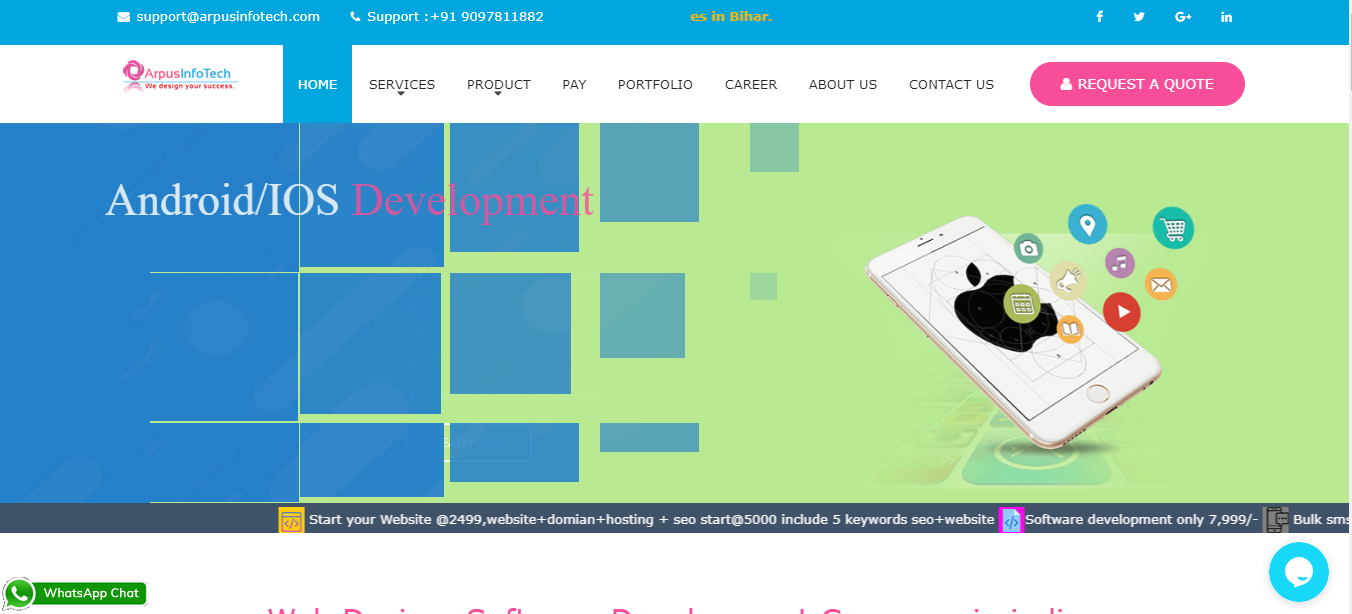 support@arpusinfotech.com
Support :+91 9097811882
es in Bihar.
ArpusInfoTech
We design your success.
HOME
SERVICES
PRODUCT
PAY
PORTFOLIO
CAREER
ABOUT US
CONTACT US
REQUEST A QUOTE
Android/IOS Development
Start your Website @2499,website+domian+hosting + seo start@5000 include 5 keywords seo+website
Software development only 7,999/-
Bulk sms
WhatsApp Chat